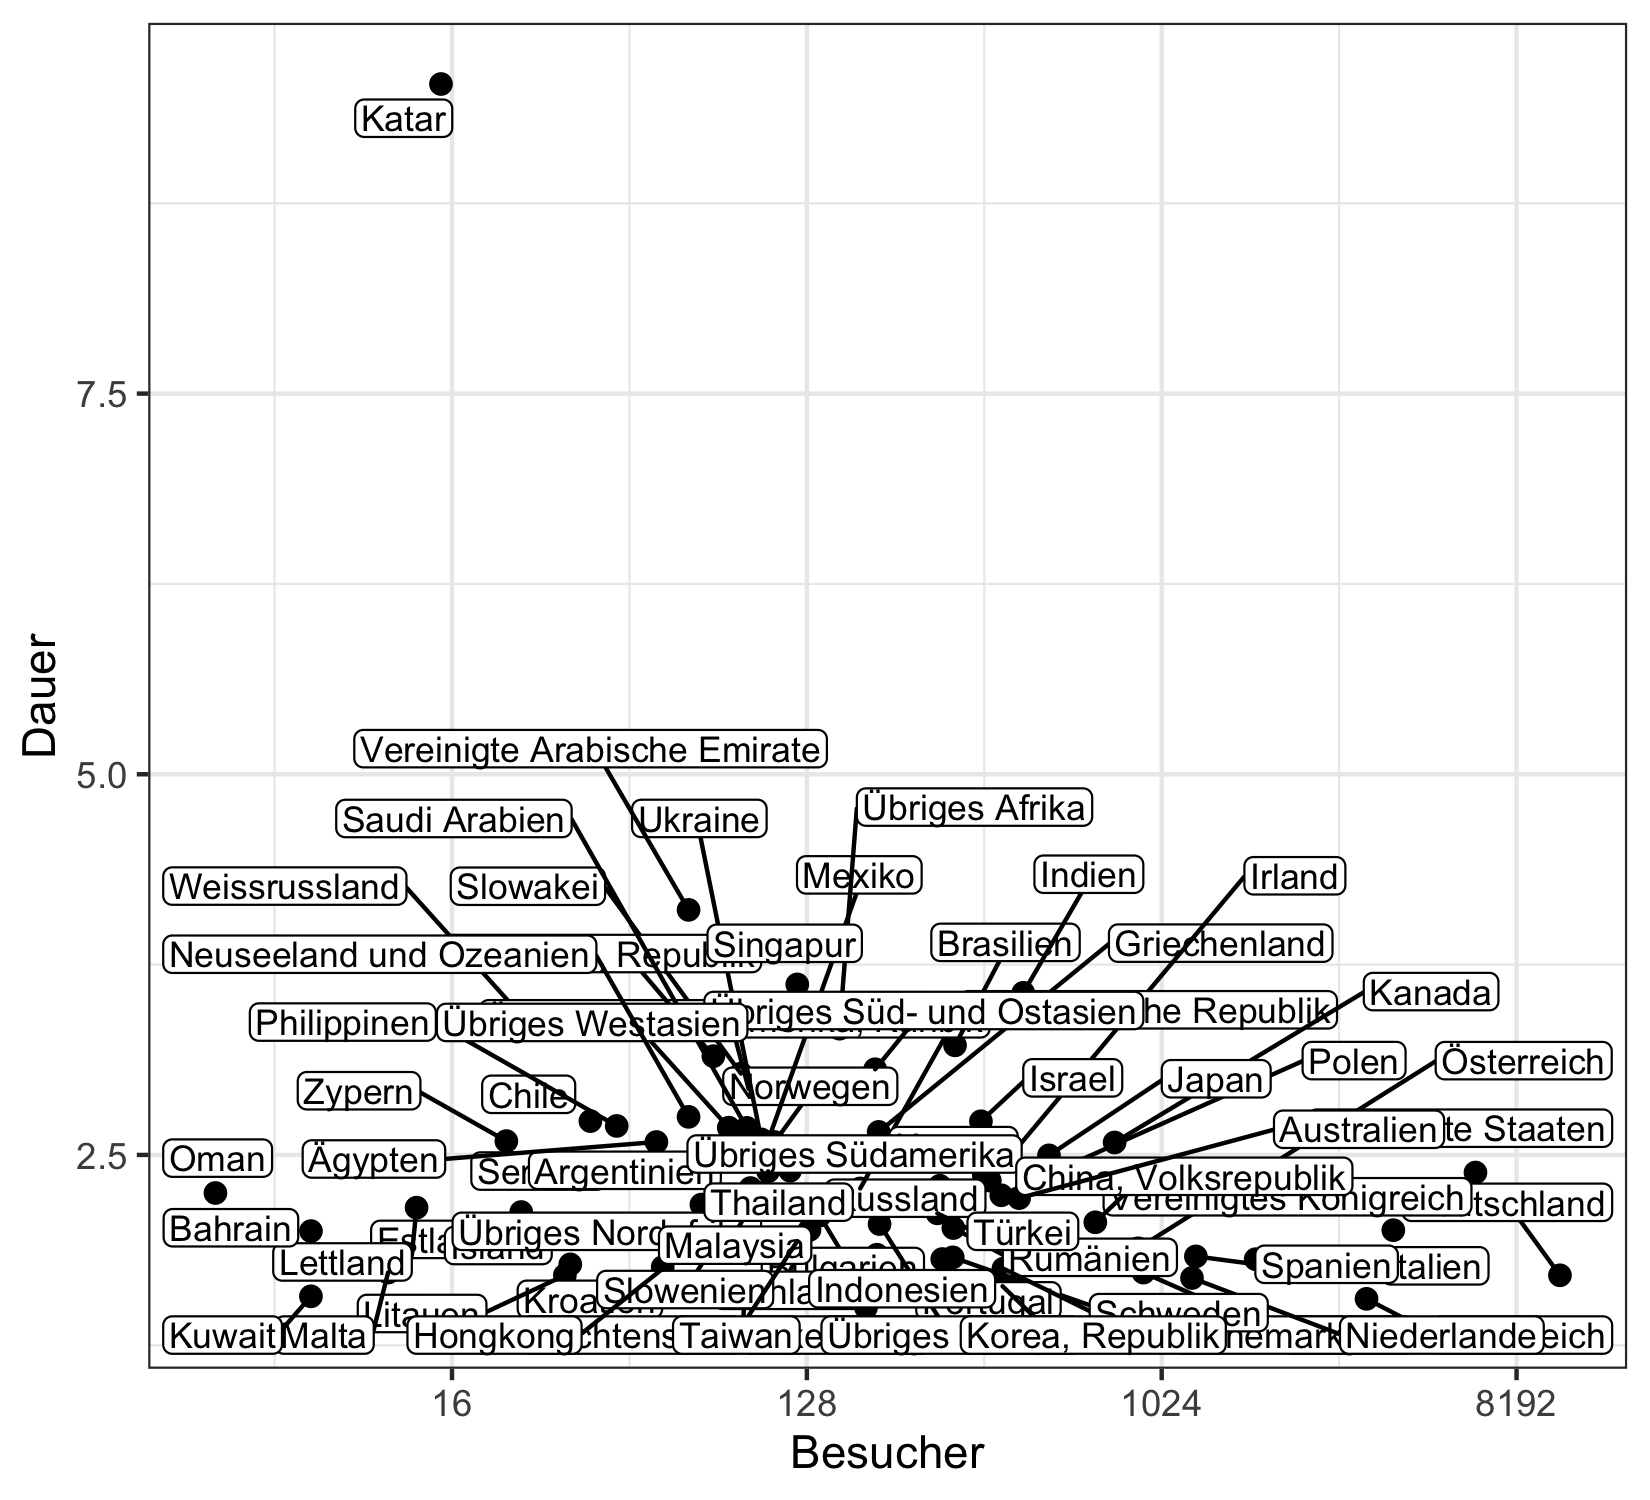 Katar
7.5
Dauer
5.0
Vereinigte Arabische Emirate
Übriges Afrika
Saudi Arabien
Ukraine
Mexiko
Indien
Irland
Weissrussland
Slowakei
Singapur
Brasilien
Griechenland
Neuseeland und Ozeanien
Kanada
Philippinen
Übriges Westasien
Übriges Süd- und Ostasien
Republik
Polen
Österreich
Zypern
Chile
Norwegen
Israel
Japan
Australien
Staaten
2.5
Oman
Ägypten
Argentinien
Übriges Südamerika
China, Volksrepublik
Thailand
Vereinigtes Königreich
Bahrain
Türkei
Lettland
Malaysia
Rumänien
Spanien
Slowenien
Indonesien
Litauen
Schweden
Kuwait
Malta
Hongkong
Taiwan
Übriges
Korea, Republik
Niederlande
16
128
1024
8192
Besucher